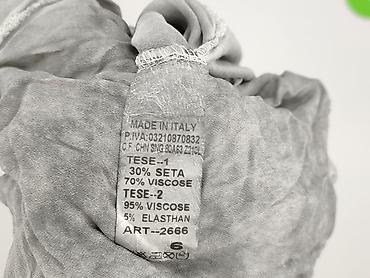 MADE IN ITALY
P.IVA:03210870832
C.F. CHN SNG 80A63 Z210L
TESE--1
30% SETA
70% VISCOSE
TESE--2
95% VISCOSE
5% ELASTHAN
ART--2666
6